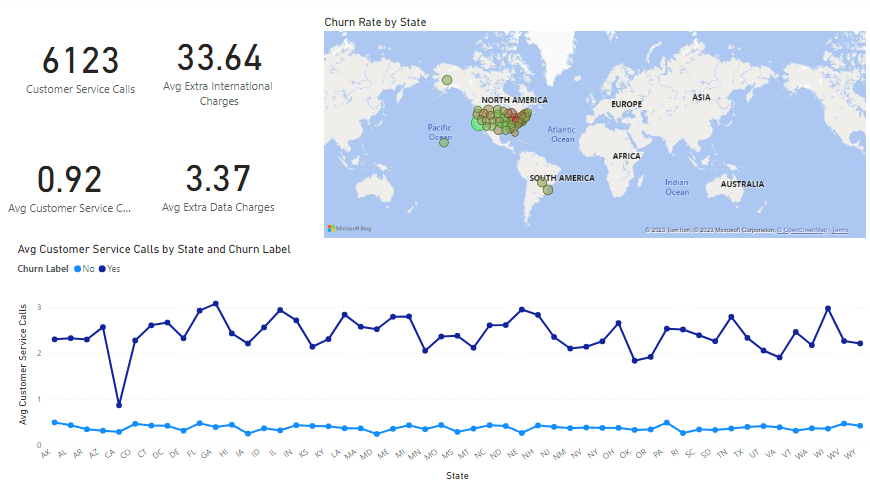 6123
Customer Service Calls
33.64
Avg Extra International
Charges
0.92
Avg Customer Service C...
3.37
Avg Extra Data Charges
Churn Rate by State
NORTH AMERICA
EUROPE
ASIA
Pacific
Ocean
Atlantic
Ocean
AFRICA
SOUTH AMERICA
Indian
Ocean
AUSTRALIA
Microsoft Bing
© 2023 TomTom, © 2023 Microsoft Corporation, © OpenStreetMap Terms
Avg Customer Service Calls by State and Churn Label
Churn Label No Yes
Avg Customer Service Calls
3
2
1
0
AK AL AR AZ CA CO CT DC DE FL GA HI IA ID IL IN KS KY LA MA MD ME MI MN MO MS MT NC ND NE NH NJ NM NV NY OH OK OR PA RI SC SD TN TX UT VA VT WA WI WV WY
State